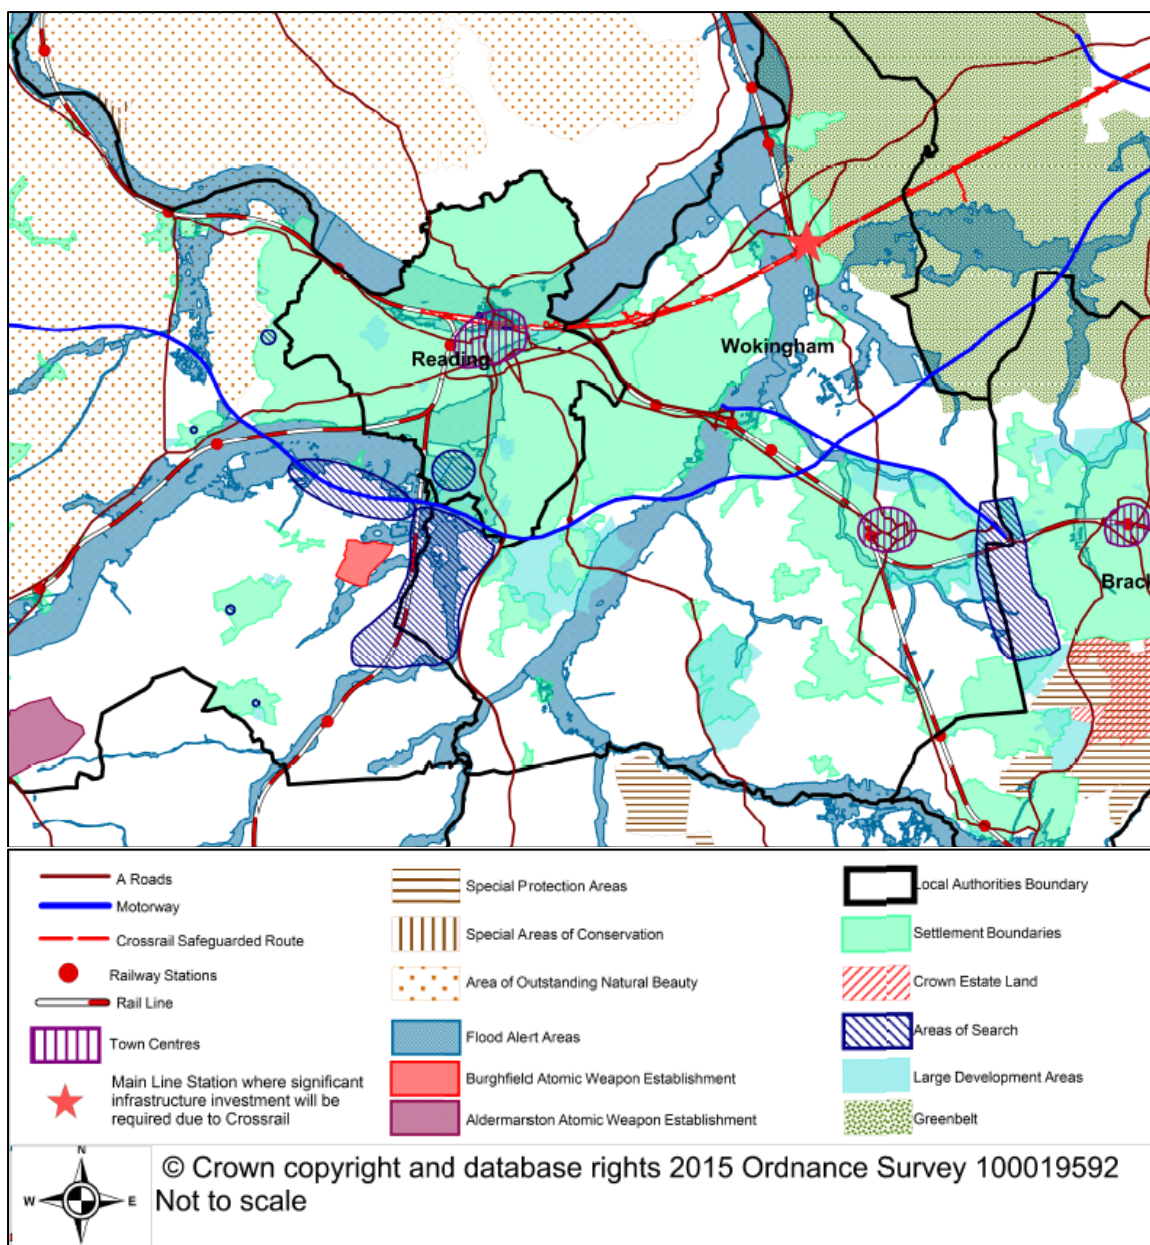 Reading
Wokingham
Brack
A Roads
Motorway
Crossrail Safeguarded Route
Railway Stations
Rail Line
Town Centres
Main Line Station where significant
infrastructure investment will be
required due to Crossrail
Special Protection Areas
Special Areas of Conservation
Area of Outstanding Natural Beauty
Flood Alert Areas
Burghfield Atomic Weapon Establishment
Aldermarston Atomic Weapon Establishment
Local Authorities Boundary
Settlement Boundaries
Crown Estate Land
Areas of Search
Large Development Areas
Greenbelt
N
W E
S
© Crown copyright and database rights 2015 Ordnance Survey 100019592
Not to scale